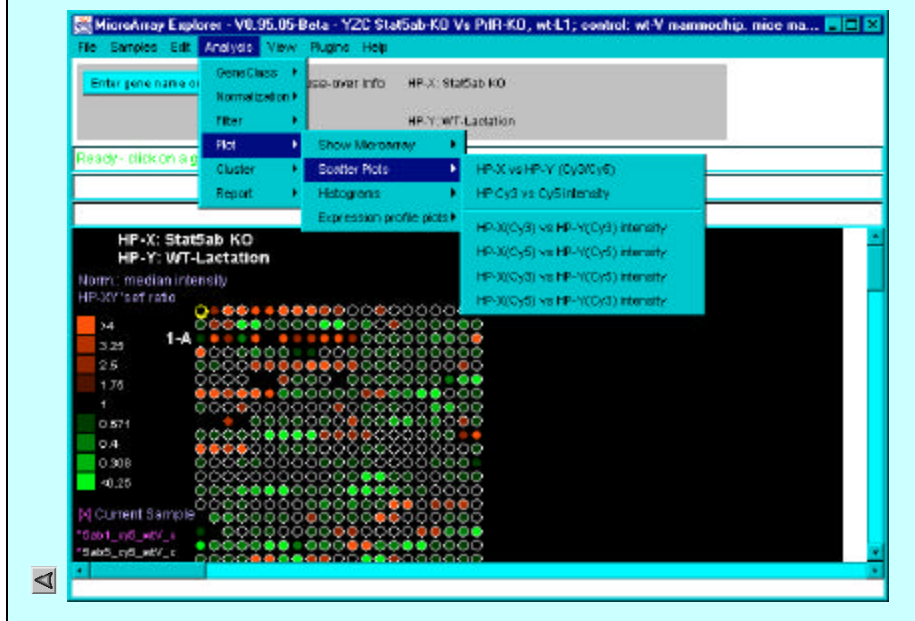 MicroArray Explorer - V0.95.05-Beta - YZC Stat5ab-KO Vs PrlR-KO, wt-L1; control: wt-V mammochip. mice ma...
File Samples Edit Analysis View Plugins Help
Enter gene name or
HP-X: Stat5ab KO
HP-Y: WT-Lactation
GeneClass
Normalization
Filter
Plot
Cluster
Report
Show Microarray
Scatter Plots
Histograms
Expression profile plots
HP-X vs HP-Y (Cy3/Cy5)
HP Cy3 vs Cy5 intensity
HP-X(Cy3) vs HP-Y(Cy3) intensity
HP-X(Cy5) vs HP-Y(Cy5) intensity
HP-X(Cy3) vs HP-Y(Cy5) intensity
HP-X(Cy5) vs HP-Y(Cy3) intensity
Ready - click on a g
HP-X: Stat5ab KO
HP-Y: WT-Lactation
Norm.: median intensity
HP-XY 'set' ratio
>4
3.25
2.5
1.75
1
0.571
0.4
0.308
<0.25
1-A
[X] Current Sample